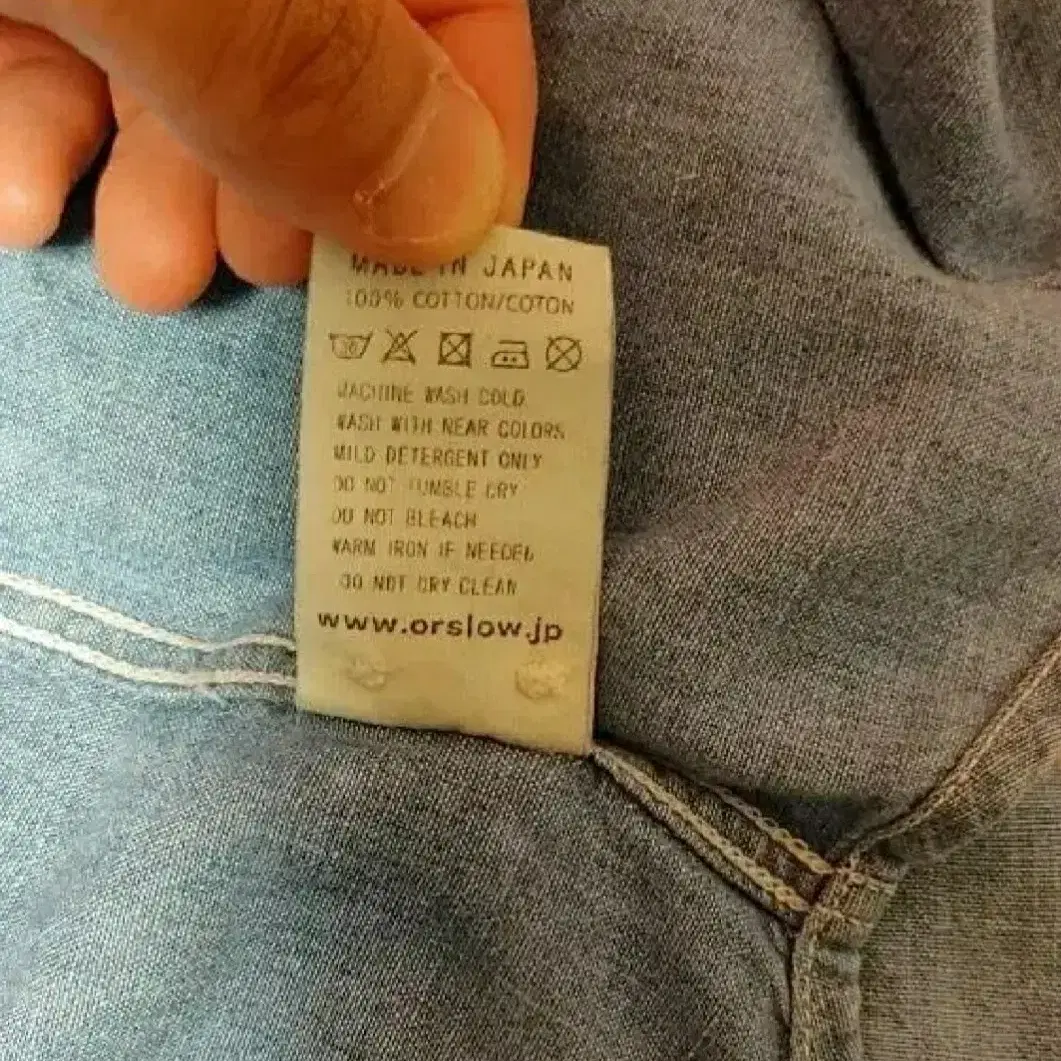 MADE IN JAPAN
100% COTTON/COTON
30
MACHINE WASH COLD
WASH WITH NEAR COLORS
MILD DETERGENT ONLY
DO NOT TUMBLE DRY
DO NOT BLEACH
WARM IRON IF NEEDED
DO NOT DRY CLEAN
www.orslow.jp